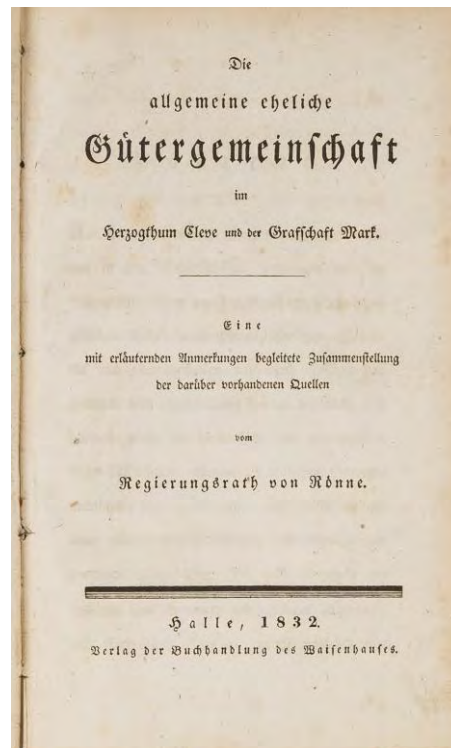 Die
allgemeine eheliche
Gütergemeinschaft
im
Herzogthum Cleve und der Grafschaft Mark.
Eine
mit erläuternden Anmerkungen begleitete Zusammenstellung
der darüber vorhandenen Quellen
vom
Regierungsrath von Rönne.
Halle, 1832.
Verlag der Buchhandlung des Waisenhauses.